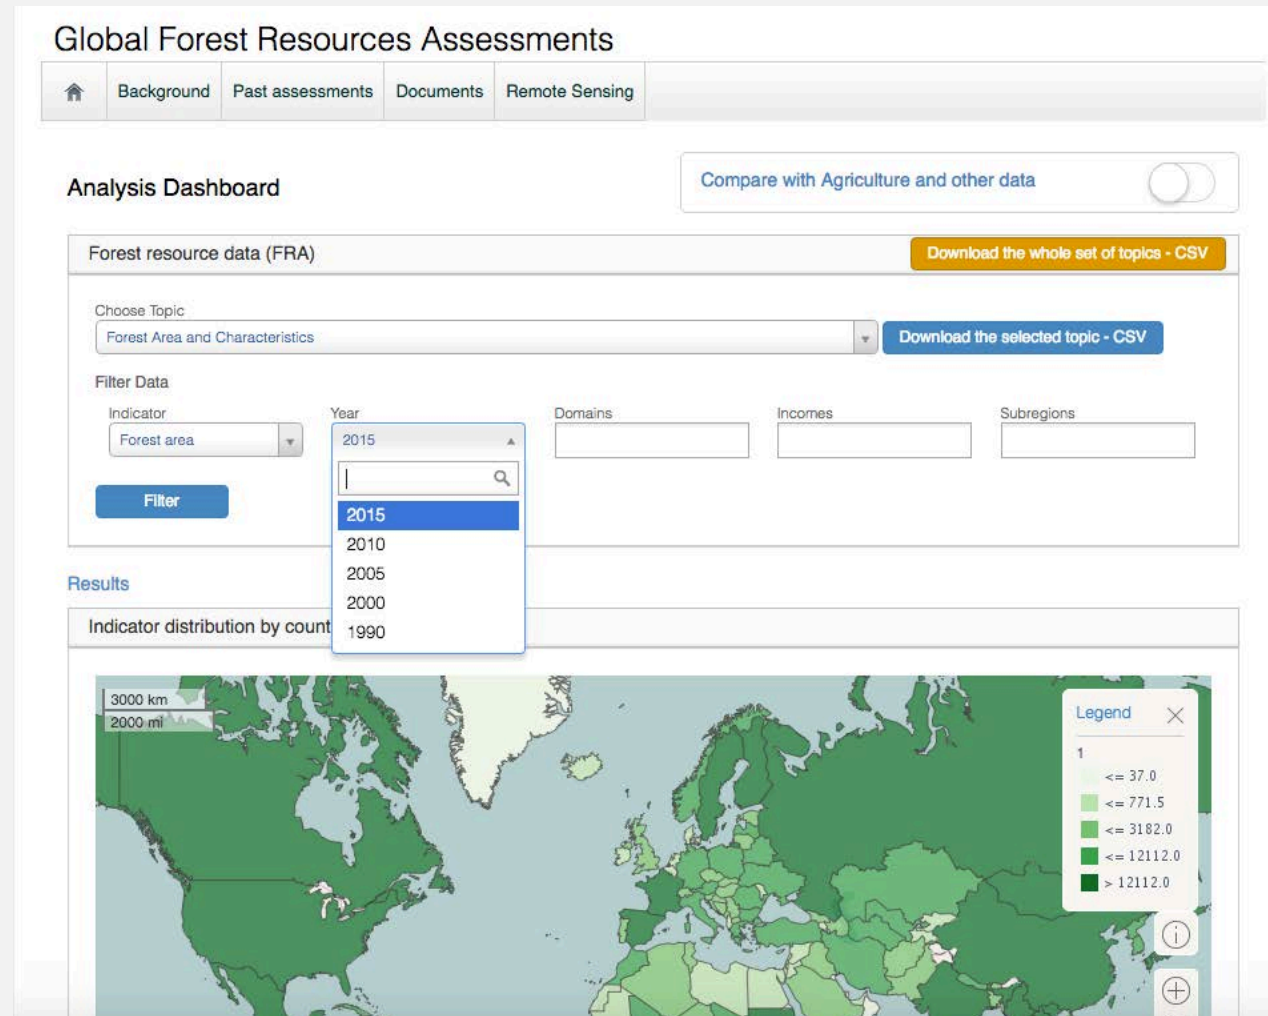 Global Forest Resources Assessments
Background Past assessments Documents Remote Sensing
Analysis Dashboard
Compare with Agriculture and other data
Forest resource data (FRA)
Download the whole set of topics - CSV
Choose Topic
Forest Area and Characteristics
Download the selected topic - CSV
Filter Data
Indicator Year Domains Incomes Subregions
Forest area 2015
Filter
2015
2010
2005
2000
1990
Results
Indicator distribution by count
3000 km
2000 mi
Legend
1
<= 37.0
<= 771.5
<= 3182.0
<= 12112.0
> 12112.0